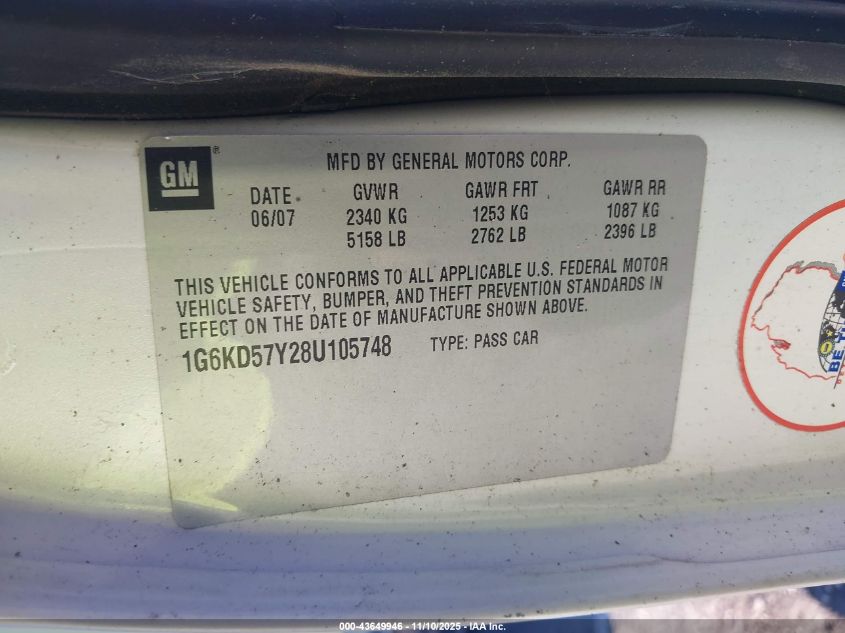 GM®
MFD BY GENERAL MOTORS CORP.
DATE GVWR GAWR FRT GAWR RR
06/07 2340 KG 1253 KG 1087 KG
5158 LB 2762 LB 2396 LB
THIS VEHICLE CONFORMS TO ALL APPLICABLE U.S. FEDERAL MOTOR
VEHICLE SAFETY, BUMPER, AND THEFT PREVENTION STANDARDS IN
EFFECT ON THE DATE OF MANUFACTURE SHOWN ABOVE.
1G6KD57Y28U105748 TYPE: PASS CAR
000-43649946 - 11/10/2025 - IAA Inc.